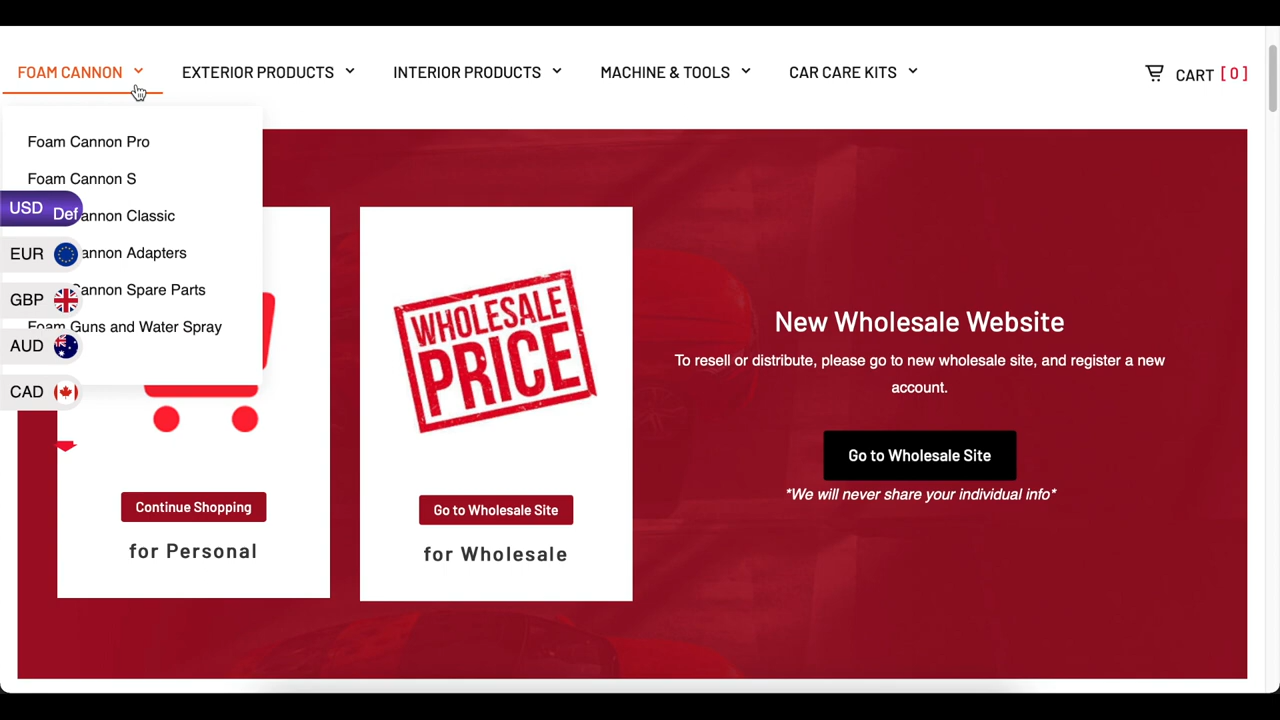 FOAM CANNON
EXTERIOR PRODUCTS
INTERIOR PRODUCTS
MACHINE & TOOLS
CAR CARE KITS
CART [ 0 ]
Foam Cannon Pro
Foam Cannon S
USD Def
annon Classic
EUR
annon Adapters
GBP
Cannon Spare Parts
Foam Guns and Water Spray
AUD
CAD
WHOLESALE
PRICE
New Wholesale Website
To resell or distribute, please go to new wholesale site, and register a new
account.
Go to Wholesale Site
*We will never share your individual info*
Continue Shopping
for Personal
Go to Wholesale Site
for Wholesale